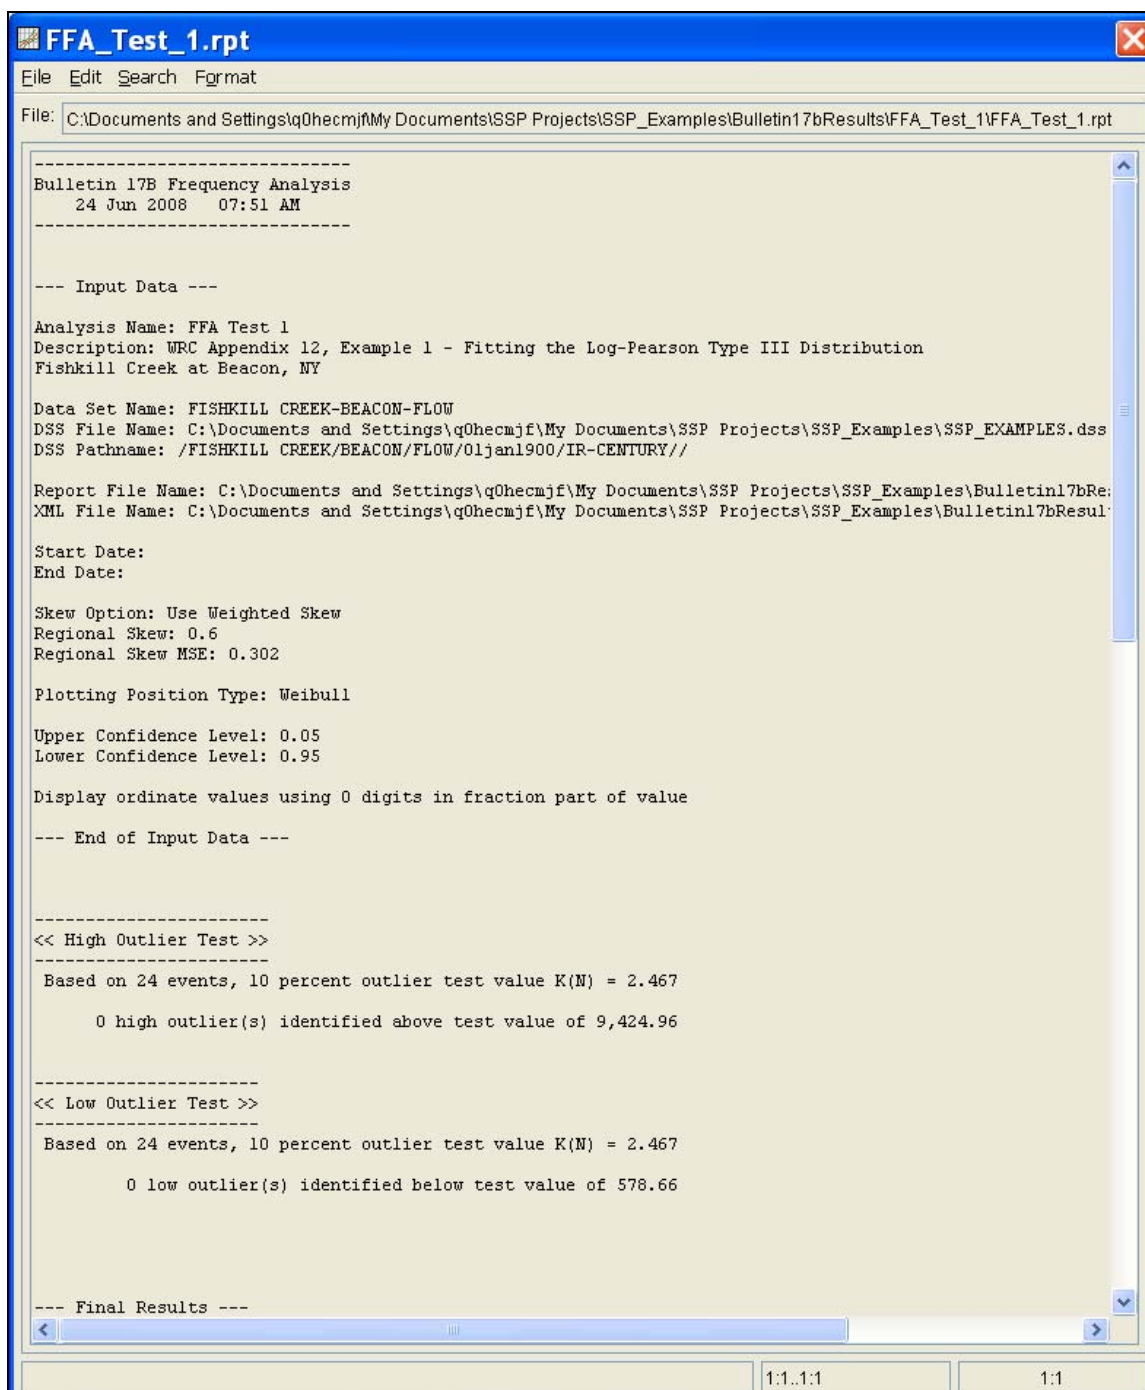 FFA_Test_1.rpt
File Edit Search Format
File: C:\Documents and Settings\q0hecmjf\My Documents\SSP Projects\SSP_Examples\Bulletin17bResults\FFA_Test_1\FFA_Test_1.rpt
-------------------------------
Bulletin 17B Frequency Analysis
24 Jun 2008 07:51 AM
-------------------------------
--- Input Data ---
Analysis Name: FFA Test 1
Description: WRC Appendix 12, Example 1 - Fitting the Log-Pearson Type III Distribution
Fishkill Creek at Beacon, NY
Data Set Name: FISHKILL CREEK-BEACON-FLOW
DSS File Name: C:\Documents and Settings\q0hecmjf\My Documents\SSP Projects\SSP_Examples\SSP_EXAMPLES.dss
DSS Pathname: /FISHKILL CREEK/BEACON/FLOW/01jan1900/IR-CENTURY//
Report File Name: C:\Documents and Settings\q0hecmjf\My Documents\SSP Projects\SSP_Examples\Bulletin17bRe
XML File Name: C:\Documents and Settings\q0hecmjf\My Documents\SSP Projects\SSP_Examples\Bulletin17bResul
Start Date:
End Date:
Skew Option: Use Weighted Skew
Regional Skew: 0.6
Regional Skew MSE: 0.302
Plotting Position Type: Weibull
Upper Confidence Level: 0.05
Lower Confidence Level: 0.95
Display ordinate values using 0 digits in fraction part of value
--- End of Input Data ---
-----------------------
<< High Outlier Test >>
-----------------------
Based on 24 events, 10 percent outlier test value K(N) = 2.467
0 high outlier(s) identified above test value of 9,424.96
----------------------
<< Low Outlier Test >>
----------------------
Based on 24 events, 10 percent outlier test value K(N) = 2.467
0 low outlier(s) identified below test value of 578.66
--- Final Results ---
1:1..1:1 1:1